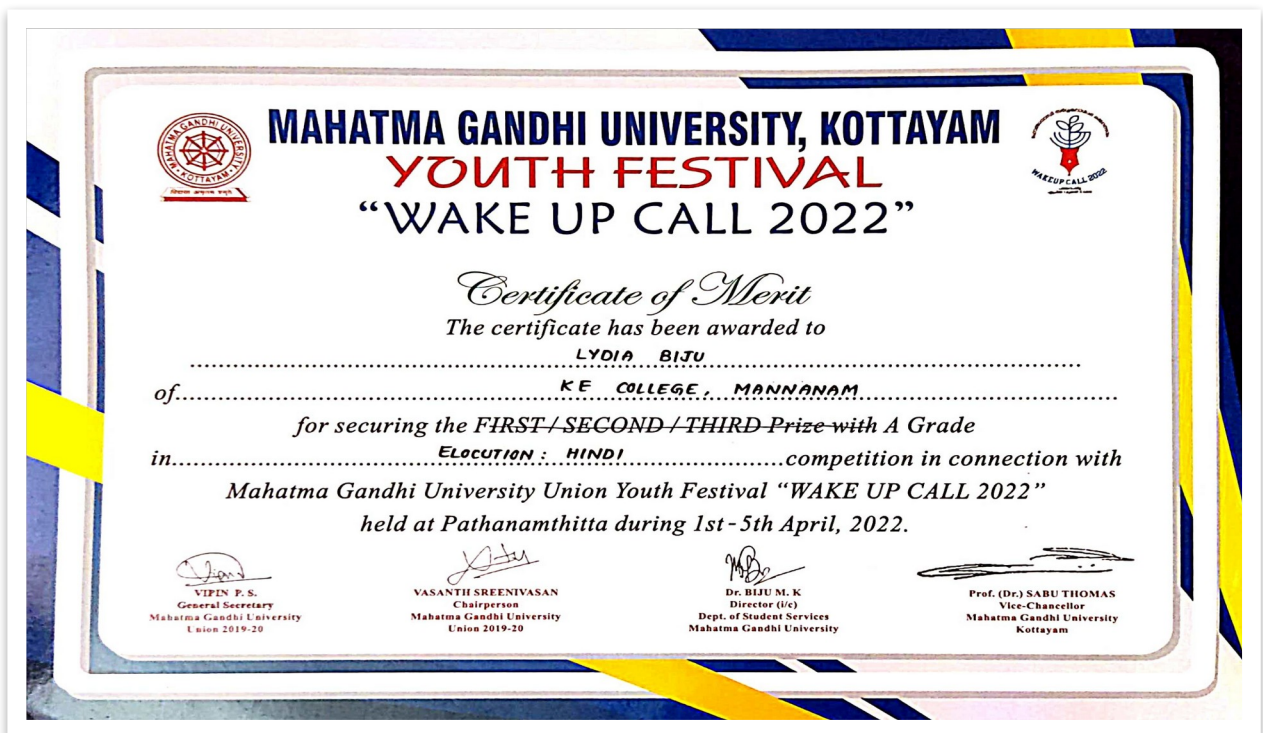 MAHATMA GANDHI UNIVERSITY, KOTTAYAM
YOUTH FESTIVAL
“WAKE UP CALL 2022”
MAHATMA GANDHI UNIVERSITY
KOTTAYAM
WAKEUP CALL 2022
Certificate of Merit
The certificate has been awarded to
LYDIA BIJU
of KE COLLEGE, MANNANAM
for securing the FIRST / SECOND / THIRD Prize with A Grade
in ELOCUTION : HINDI competition in connection with
Mahatma Gandhi University Union Youth Festival “WAKE UP CALL 2022”
held at Pathanamthitta during 1st-5th April, 2022.
VIPIN P. S.
General Secretary
Mahatma Gandhi University
Union 2019-20
VASANTH SREENIVASAN
Chairperson
Mahatma Gandhi University
Union 2019-20
Dr. BIJU M. K
Director (i/c)
Dept. of Student Services
Mahatma Gandhi University
Prof. (Dr.) SABU THOMAS
Vice-Chancellor
Mahatma Gandhi University
Kottayam